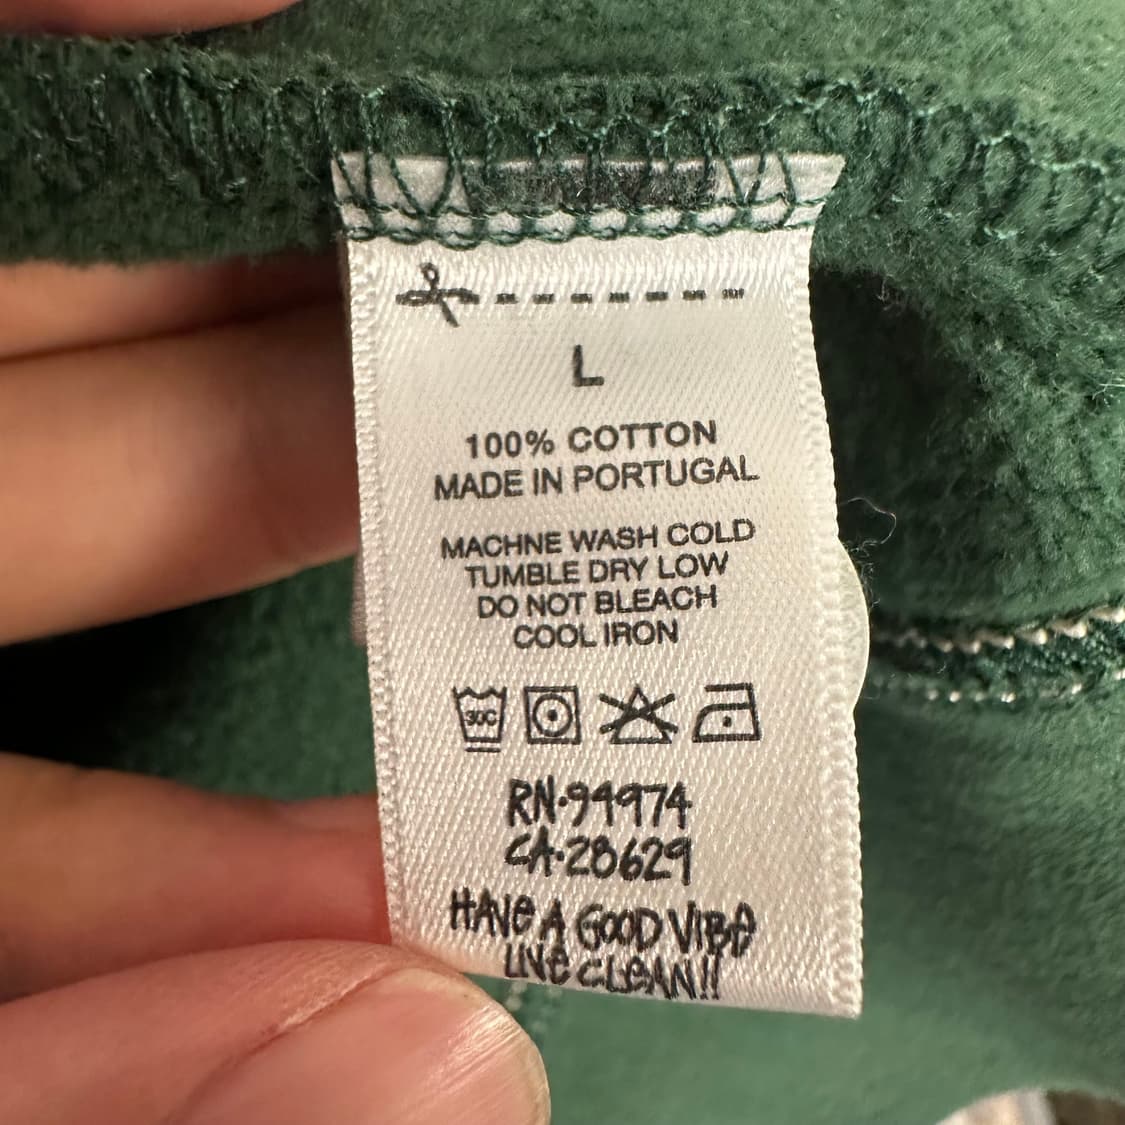 L
100% COTTON
MADE IN PORTUGAL
MACHNE WASH COLD
TUMBLE DRY LOW
DO NOT BLEACH
COOL IRON
30C
RN·94974
CA·28629
HAVE A GOOD VIBE
LIVE CLEAN!!